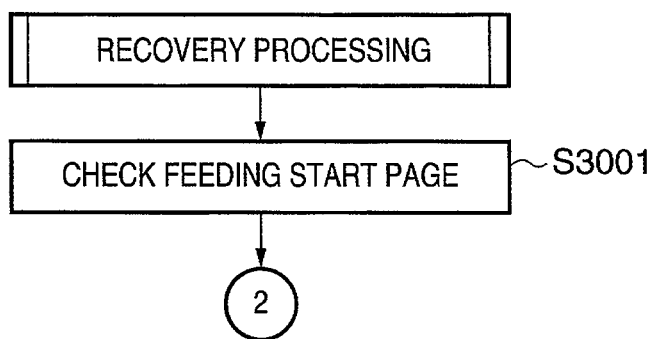 RECOVERY PROCESSING
CHECK FEEDING START PAGE
S3001
2